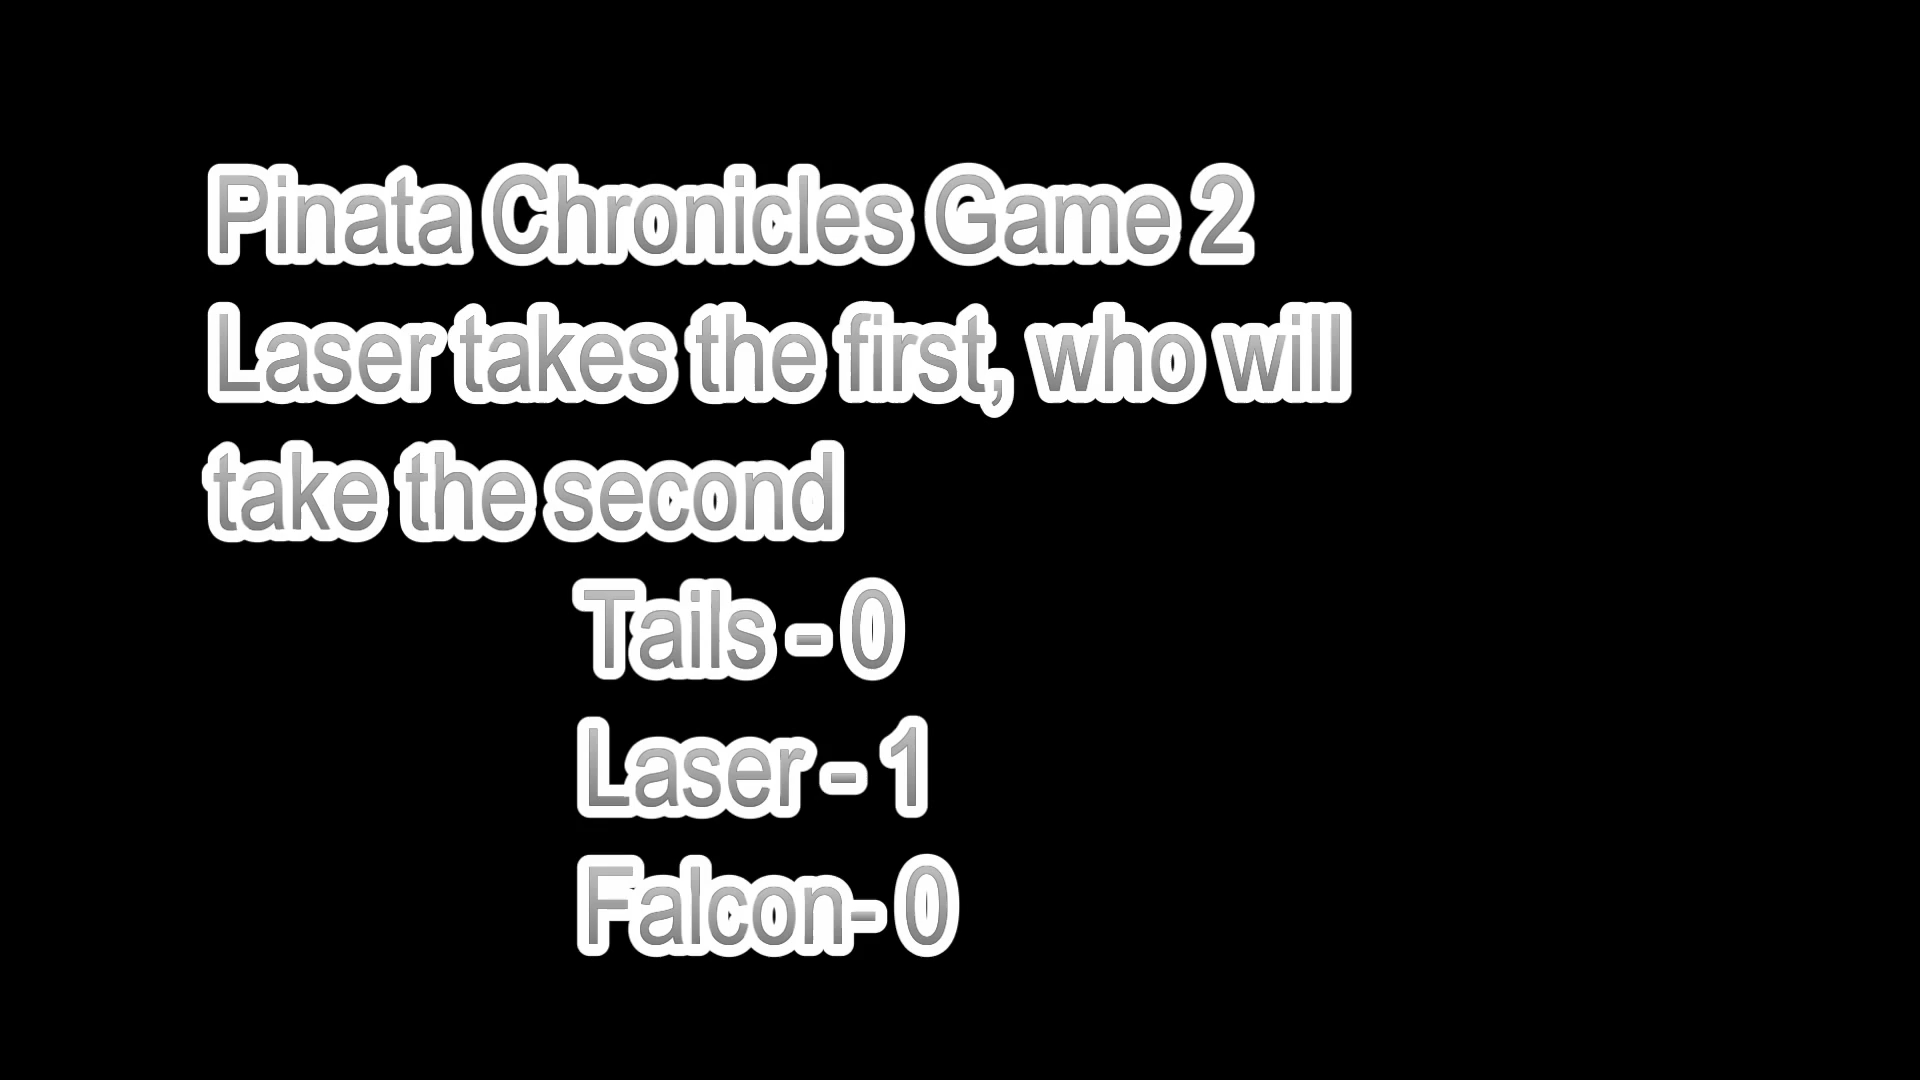 Pinata Chronicles Game 2
Laser takes the first, who will
take the second
Tails - 0
Laser - 1
Falcon- 0